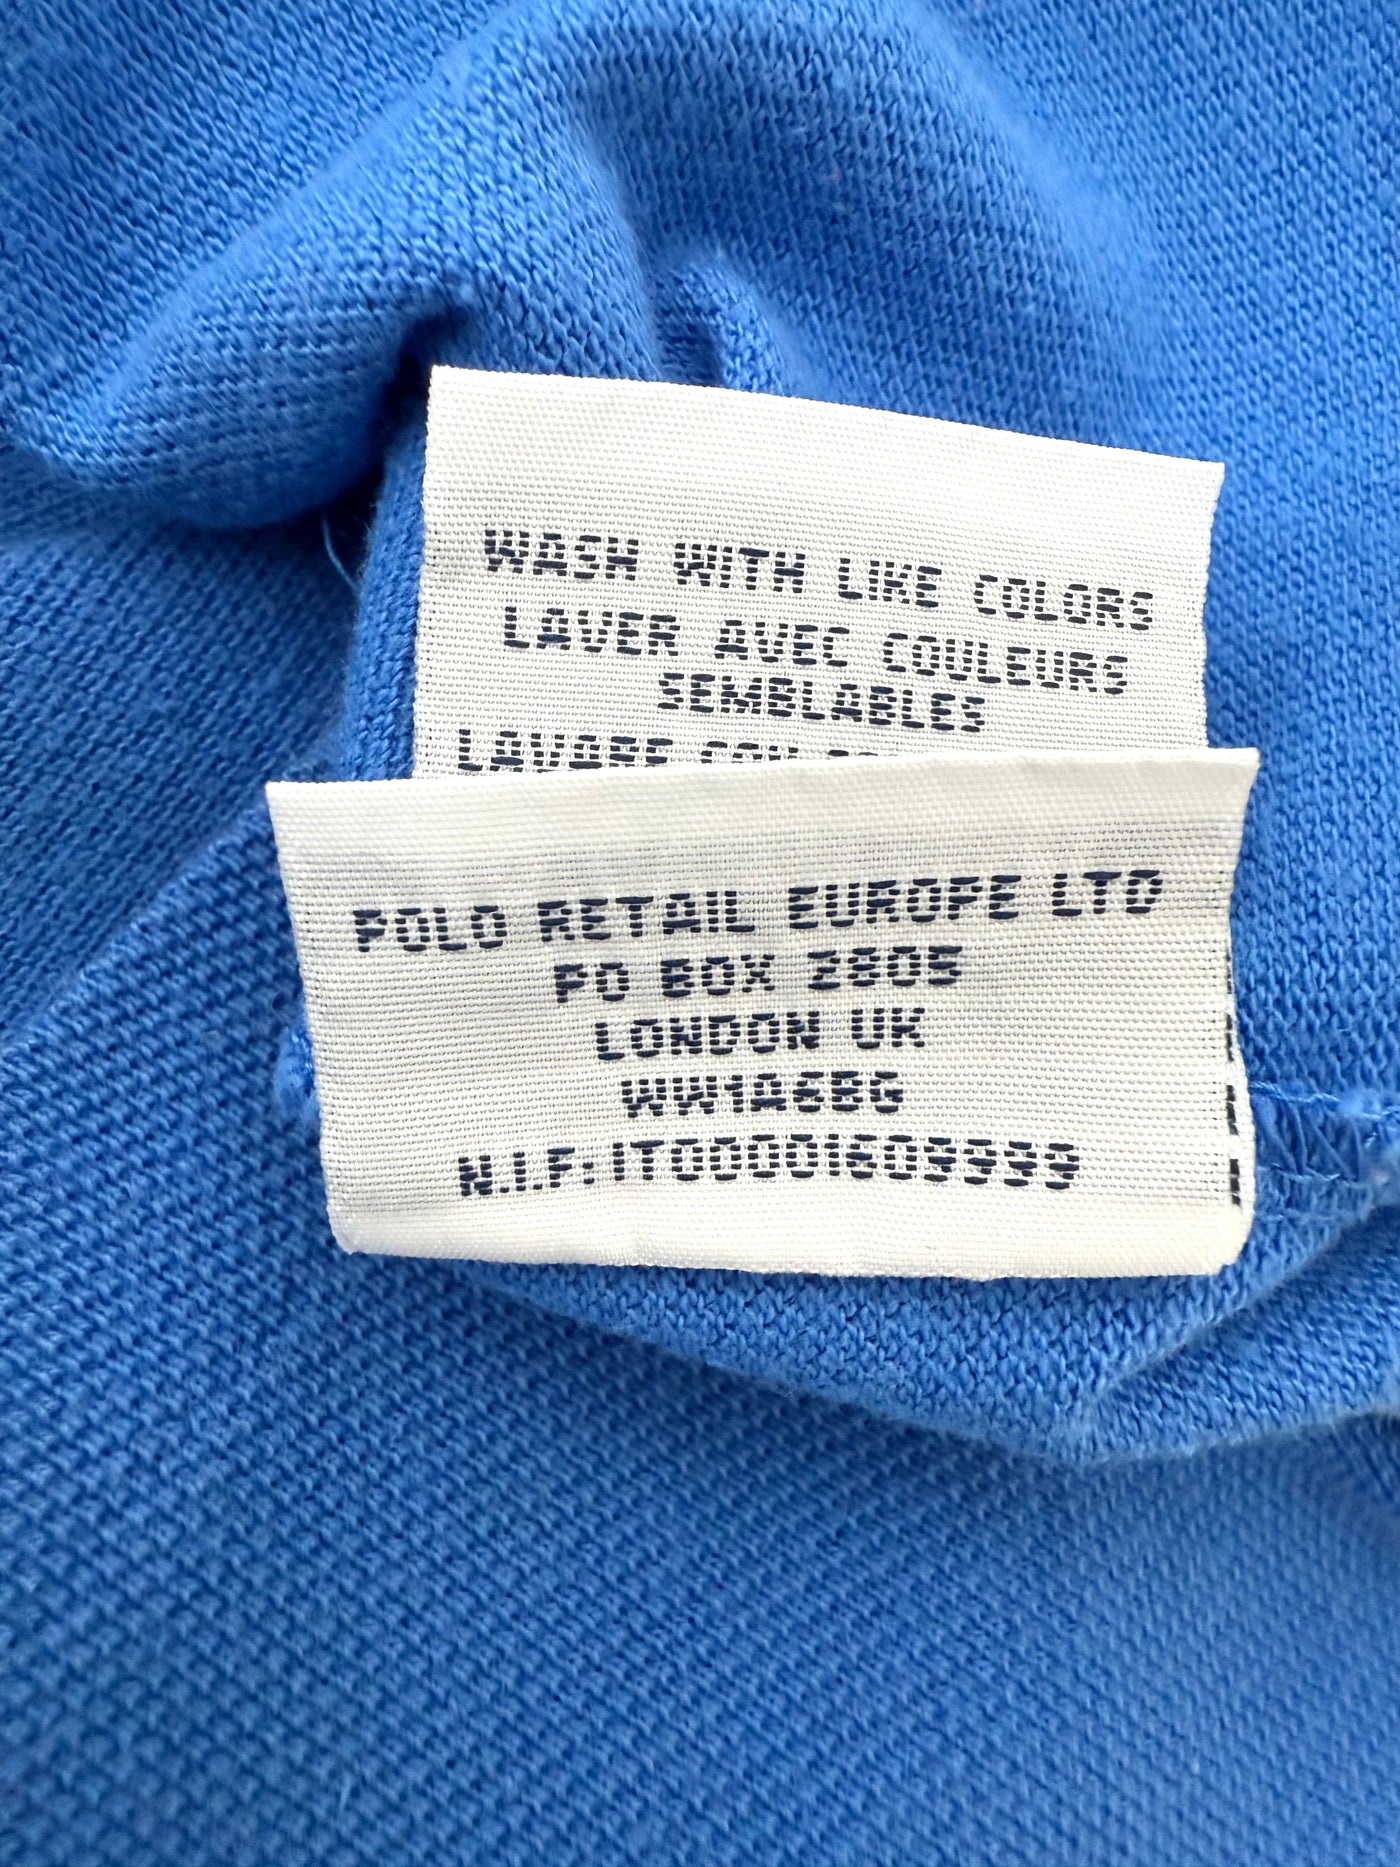 WASH WITH LIKE COLORS
LAVER AVEC COULEURS
SEMBLABLES
LAVARE
POLO RETAIL EUROPE LTD
PO BOX 2805
LONDON UK
WW1A6BG
N.I.F: IT00001609999